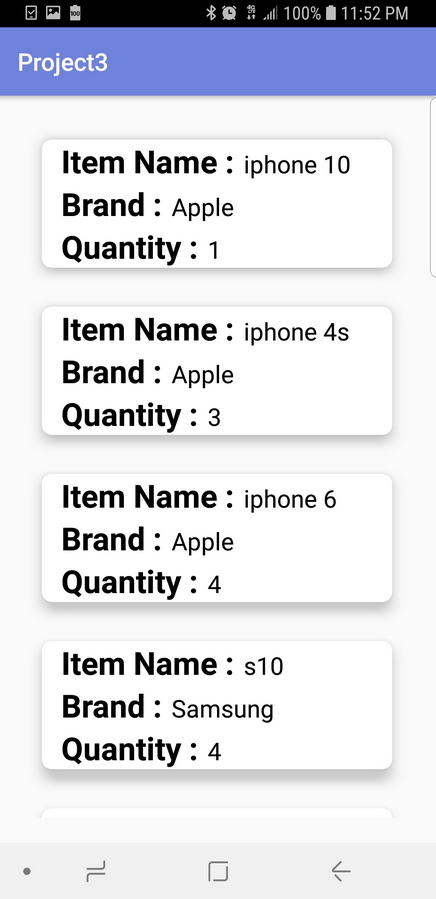 100% 11:52 PM
Project3
Item Name : iphone 10
Brand : Apple
Quantity : 1
Item Name : iphone 4s
Brand : Apple
Quantity : 3
Item Name : iphone 6
Brand : Apple
Quantity : 4
Item Name : s10
Brand : Samsung
Quantity : 4